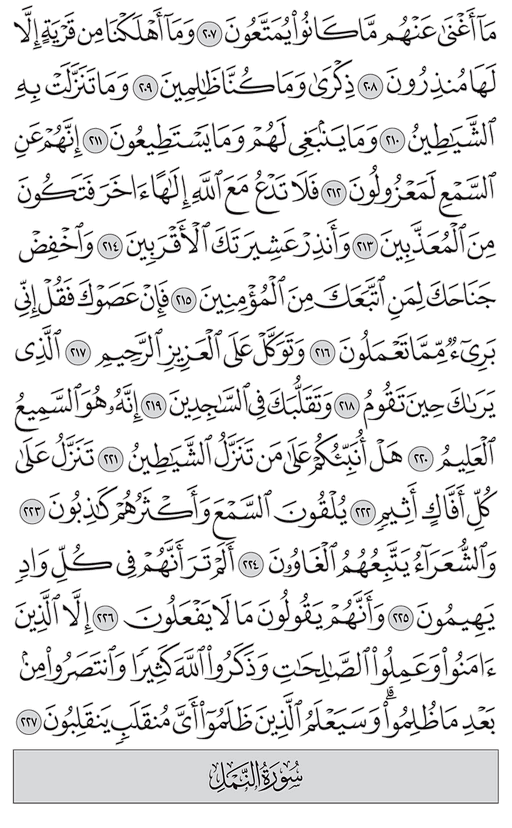 مَآ أَغْنَىٰ عَنْهُم مَّا كَانُوا۟ يُمَتَّعُونَ ٢٠٧ وَمَآ أَهْلَكْنَا مِن قَرْيَةٍ إِلَّا
لَهَا مُنذِرُونَ ٢٠٨ ذِكْرَىٰ وَمَا كُنَّا ظَـٰلِمِينَ ٢٠٩ وَمَا تَنَزَّلَتْ بِهِ
ٱلشَّيَـٰطِينُ ٢١٠ وَمَا يَنۢبَغِى لَهُمْ وَمَا يَسْتَطِيعُونَ ٢١١ إِنَّهُمْ عَنِ
ٱلسَّمْعِ لَمَعْزُولُونَ ٢١٢ فَلَا تَدْعُ مَعَ ٱللَّهِ إِلَـٰهًا ءَاخَرَ فَتَكُونَ
مِنَ ٱلْمُعَذَّبِينَ ٢١٣ وَأَنذِرْ عَشِيرَتَكَ ٱلْأَقْرَبِينَ ٢١٤ وَٱخْفِضْ
جَنَاحَكَ لِمَنِ ٱتَّبَعَكَ مِنَ ٱلْمُؤْمِنِينَ ٢١٥ فَإِنْ عَصَوْكَ فَقُلْ إِنِّى
بَرِىٓءٌ مِّمَّا تَعْمَلُونَ ٢١٦ وَتَوَكَّلْ عَلَى ٱلْعَزِيزِ ٱلرَّحِيمِ ٢١٧ ٱلَّذِى
يَرَىٰكَ حِينَ تَقُومُ ٢١٨ وَتَقَلُّبَكَ فِى ٱلسَّـٰجِدِينَ ٢١٩ إِنَّهُۥ هُوَ ٱلسَّمِيعُ
ٱلْعَلِيمُ ٢٢٠ هَلْ أُنَبِّئُكُمْ عَلَىٰ مَن تَنَزَّلُ ٱلشَّيَـٰطِينُ ٢٢١ تَنَزَّلُ عَلَىٰ
كُلِّ أَفَّاكٍ أَثِيمٍ ٢٢٢ يُلْقُونَ ٱلسَّمْعَ وَأَكْثَرُهُمْ كَـٰذِبُونَ ٢٢٣
وَٱلشُّعَرَآءُ يَتَّبِعُهُمُ ٱلْغَاوُۥنَ ٢٢٤ أَلَمْ تَرَ أَنَّهُمْ فِى كُلِّ وَادٍ
يَهِيمُونَ ٢٢٥ وَأَنَّهُمْ يَقُولُونَ مَا لَا يَفْعَلُونَ ٢٢٦ إِلَّا ٱلَّذِينَ
ءَامَنُوا۟ وَعَمِلُوا۟ ٱلصَّـٰلِحَـٰتِ وَذَكَرُوا۟ ٱللَّهَ كَثِيرًا وَٱنتَصَرُوا۟ مِنۢ
بَعْدِ مَا ظُلِمُوا۟ ۗ وَسَيَعْلَمُ ٱلَّذِينَ ظَلَمُوٓا۟ أَىَّ مُنقَلَبٍ يَنقَلِبُونَ ٢٢٧
سُورَةُ النَّمْلِ